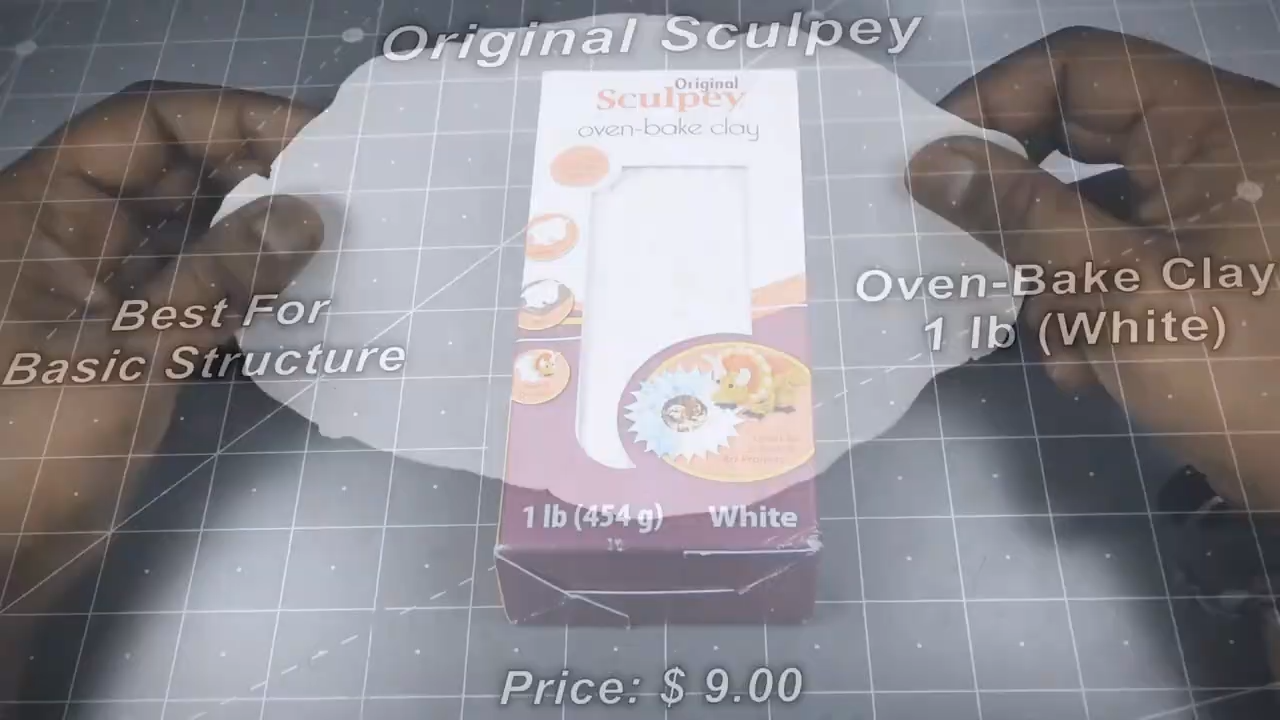 Original Sculpey
Original
Sculpey
oven-bake clay
Best For
Basic Structure
Oven-Bake Clay
1 lb (White)
1 lb (454 g) White
Price: $ 9.00